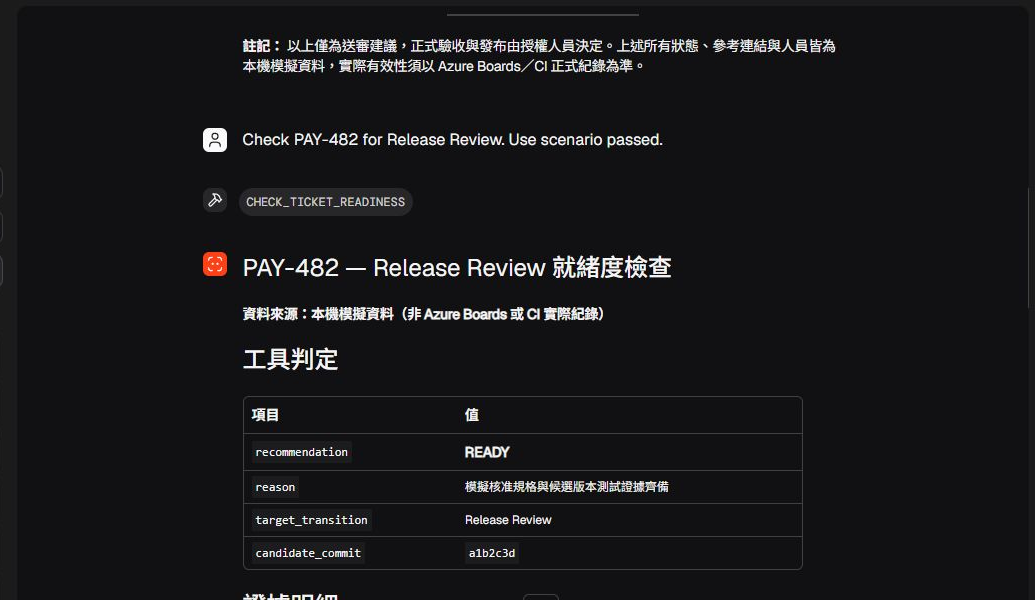 註記： 以上僅為送審建議，正式驗收與發布由授權人員決定。上述所有狀態、參考連結與人員皆為
本機模擬資料，實際有效性須以 Azure Boards／CI 正式紀錄為準。
Check PAY-482 for Release Review. Use scenario passed.
CHECK_TICKET_READINESS
PAY-482 — Release Review 就緒度檢查
資料來源：本機模擬資料（非 Azure Boards 或 CI 實際紀錄）
工具判定
項目 值
recommendation READY
reason 模擬核准規格與候選版本測試證據齊備
target_transition Release Review
candidate_commit a1b2c3d